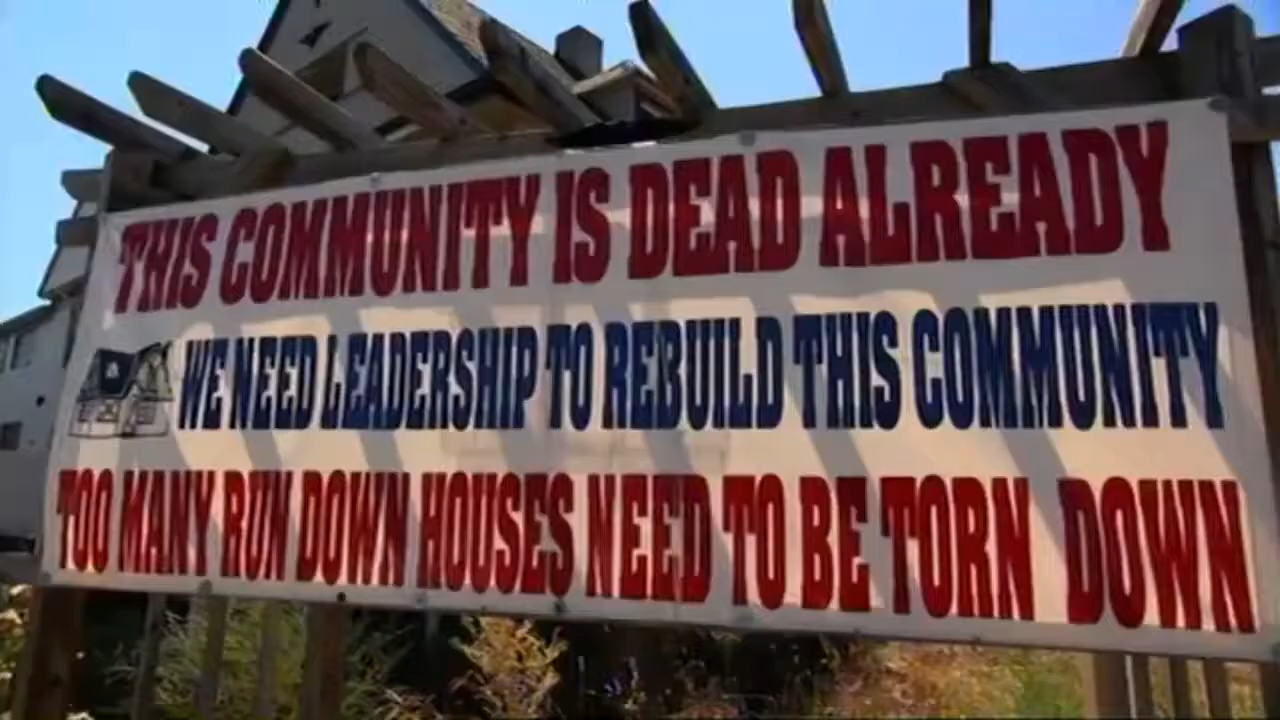 THIS COMMUNITY IS DEAD ALREADY
WE NEED LEADERSHIP TO REBUILD THIS COMMUNITY
TOO MANY RUN DOWN HOUSES NEED TO BE TORN DOWN